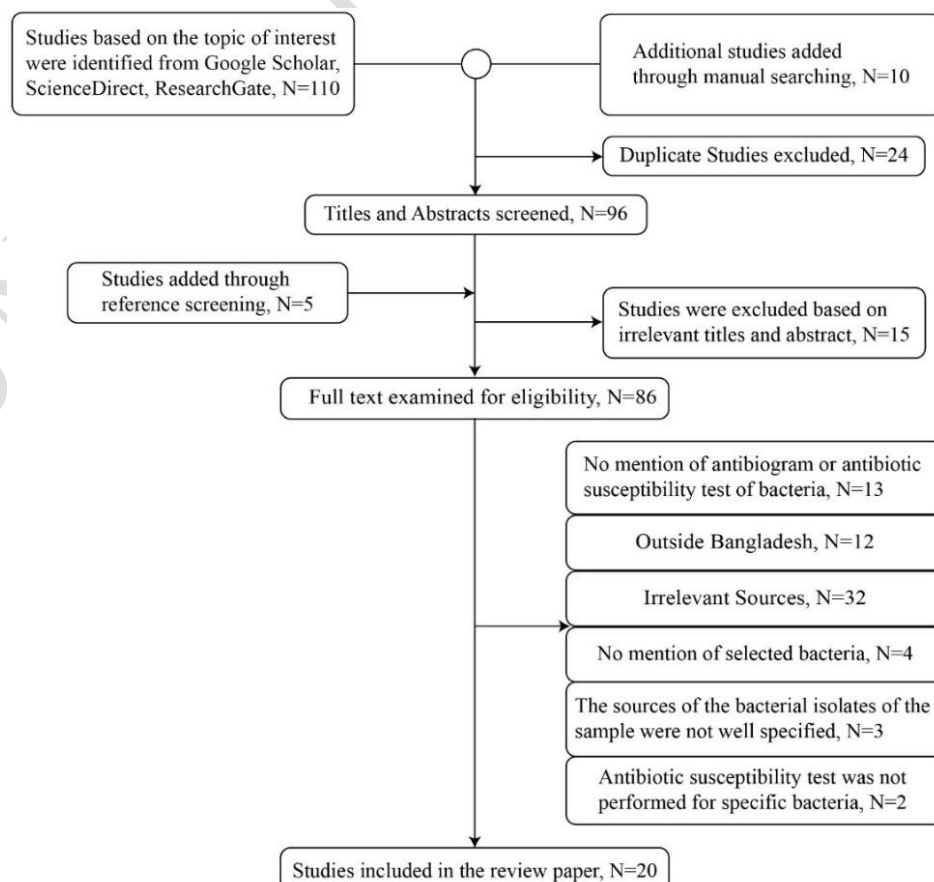 Studies based on the topic of interest
were identified from Google Scholar,
ScienceDirect, ResearchGate, N=110
Additional studies added
through manual searching, N=10
Duplicate Studies excluded, N=24
Titles and Abstracts screened, N=96
Studies added through
reference screening, N=5
Studies were excluded based on
irrelevant titles and abstract, N=15
Full text examined for eligibility, N=86
No mention of antibiogram or antibiotic
susceptibility test of bacteria, N=13
Outside Bangladesh, N=12
Irrelevant Sources, N=32
No mention of selected bacteria, N=4
The sources of the bacterial isolates of the
sample were not well specified, N=3
Antibiotic susceptibility test was not
performed for specific bacteria, N=2
Studies included in the review paper, N=20